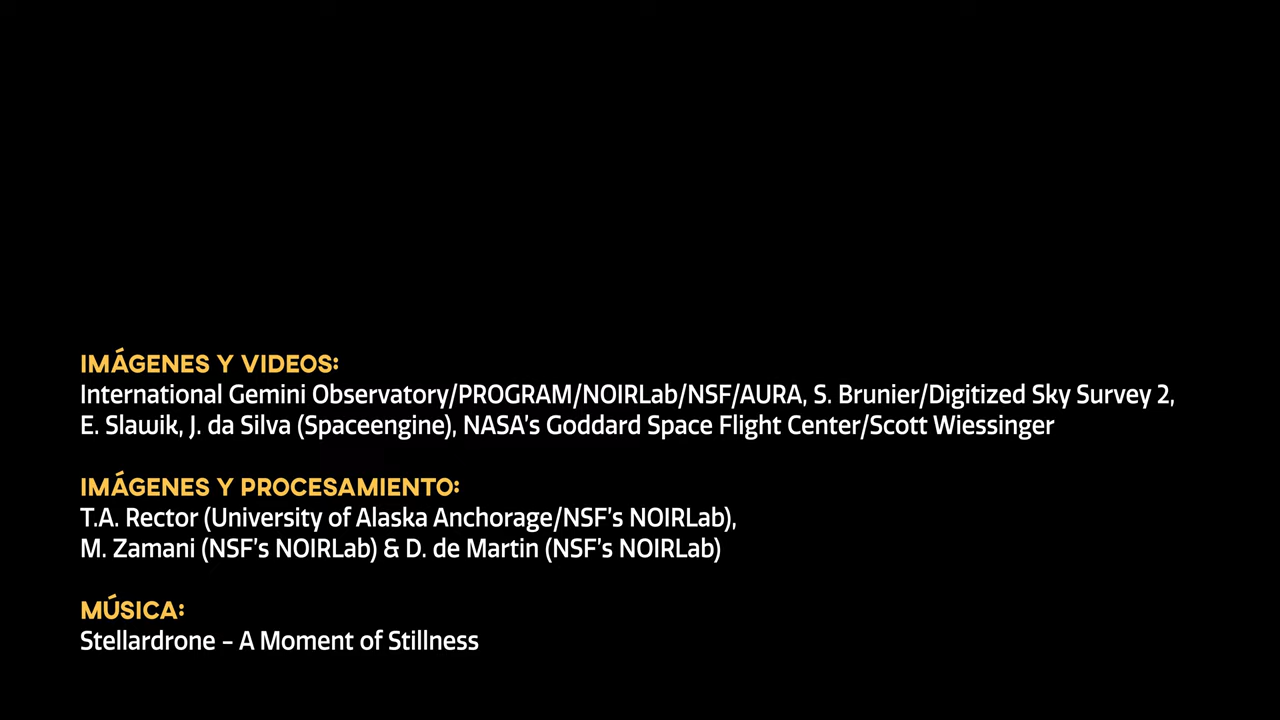 IMÁGENES Y VIDEOS:
International Gemini Observatory/PROGRAM/NOIRLab/NSF/AURA, S. Brunier/Digitized Sky Survey 2,
E. Slawik, J. da Silva (Spaceengine), NASA's Goddard Space Flight Center/Scott Wiessinger
IMÁGENES Y PROCESAMIENTO:
T.A. Rector (University of Alaska Anchorage/NSF's NOIRLab),
M. Zamani (NSF's NOIRLab) & D. de Martin (NSF's NOIRLab)
MÚSICA:
Stellardrone – A Moment of Stillness